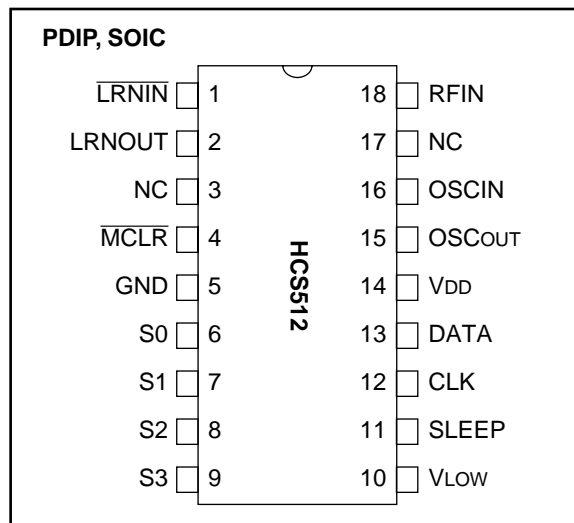 PDIP, SOIC
LRNIN 1 18 RFIN
LRNOUT 2 17 NC
NC 3 16 OSCIN
MCLR 4 15 OSCOUT
GND 5 14 VDD
S0 6 13 DATA
S1 7 12 CLK
S2 8 11 SLEEP
S3 9 10 VLOW
HCS512